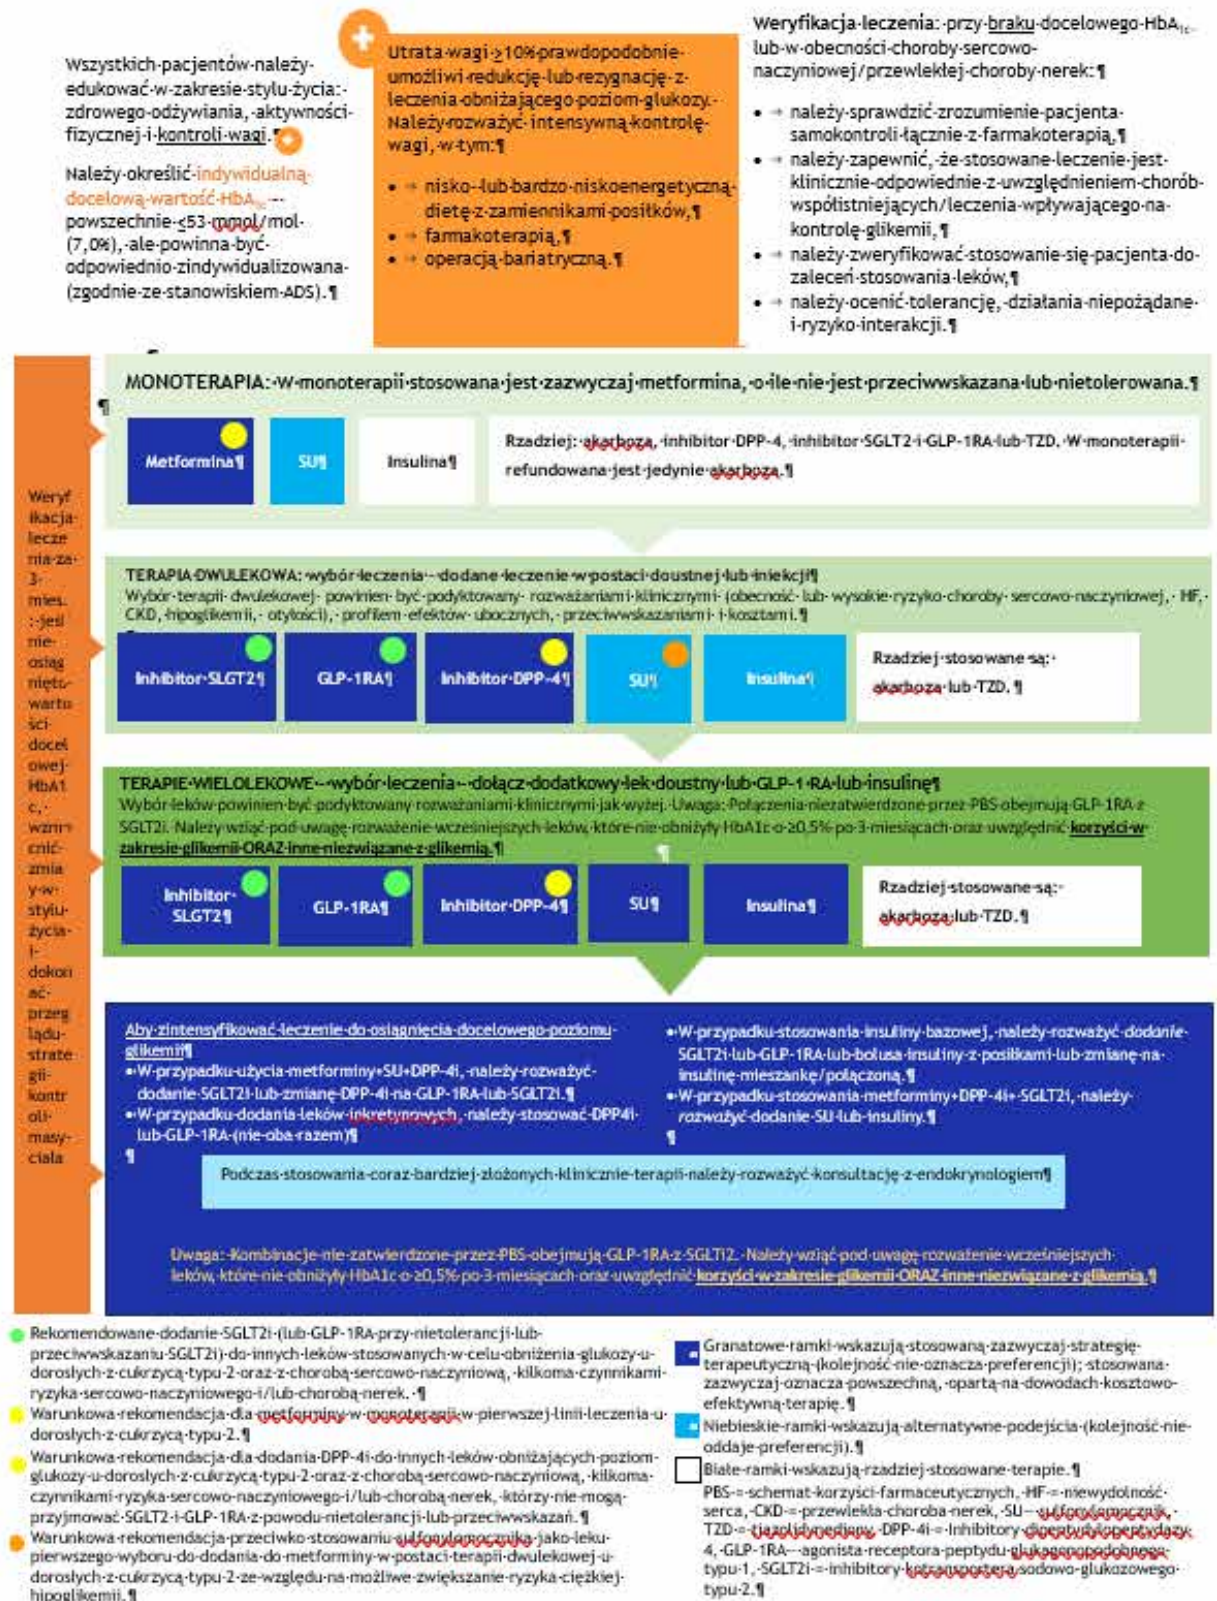 Wszystkich pacjentów należy
edukować w zakresie stylu życia:
zdrowego odżywiania, aktywności
fizycznej i kontroli wagi.¶
Należy określić indywidualną
docelową wartość HbA1c –
powszechnie ≤53 mmol/mol
(7,0%), ale powinna być
odpowiednio zindywidualizowana
(zgodnie ze stanowiskiem ADS).¶
Utrata wagi ≥10% prawdopodobnie
umożliwi redukcję lub rezygnację z
leczenia obniżającego poziom glukozy.
Należy rozważyć intensywną kontrolę
wagi, w tym:¶
• nisko- lub bardzo niskoenergetyczną
dietę z zamiennikami posiłków,¶
• farmakoterapią,¶
• operacją bariatryczną.¶
Weryfikacja leczenia: przy braku docelowego HbA1c
lub w obecności choroby sercowo-
naczyniowej/przewlekłej choroby nerek:¶
• należy sprawdzić zrozumienie pacjenta
samokontroli łącznie z farmakoterapią,¶
• należy zapewnić, że stosowane leczenie jest
klinicznie odpowiednie z uwzględnieniem chorób
współistniejących/leczenia wpływającego na
kontrolę glikemii,¶
• należy zweryfikować stosowanie się pacjenta do
zaleceń stosowania leków,¶
• należy ocenić tolerancję, działania niepożądane
i ryzyko interakcji.¶
Weryf
ikacja
lecze
nia za
3
mies.
: jeśl
nie
osiąg
nięto
warto
ści
docel
owej
HbA1
c,
wzmo
cnić
zmia
y w
stylu
życia
i
dokon
ać
przeg
lądu
strate
gii
kontr
oli
masy
ciała
MONOTERAPIA: W monoterapii stosowana jest zazwyczaj metformina, o ile nie jest przeciwwskazana lub nietolerowana.¶
Metformina¶
SU¶
Insulina¶
Rzadziej: akarboza, inhibitor DPP-4, inhibitor SGLT2 i GLP-1RA lub TZD. W monoterapii
refundowana jest jedynie akarboza.¶
TERAPIA DWULEKOWA: wybór leczenia – dodane leczenie w postaci doustnej lub iniekcji¶
Wybór terapii dwulekowej powinien być podyktowany rozważaniami klinicznymi (obecność lub wysokie ryzyko choroby sercowo-naczyniowej, HF,
CKD, hipoglikemii, otyłości), profilem efektów ubocznych, przeciwwskazaniami i kosztami.¶
Inhibitor SLGT2¶
GLP-1RA¶
Inhibitor DPP-4¶
SU¶
Insulina¶
Rzadziej stosowane są:
akarboza lub TZD. ¶
TERAPIE WIELOLEKOWE – wybór leczenia – dołącz dodatkowy lek doustny lub GLP-1 RA lub insulinę¶
Wybór leków powinien być podyktowany rozważaniami klinicznymi jak wyżej. Uwaga: Połączenia niezatwierdzone przez PBS obejmują GLP-1RA z
SGLT2i. Należy wziąć pod uwagę rozważenie wcześniejszych leków, które nie obniżyły HbA1c o ≥0,5% po 3 miesiącach oraz uwzględnić korzyści w
zakresie glikemii ORAZ inne niezwiązane z glikemią.¶
Inhibitor
SLGT2¶
GLP-1RA¶
Inhibitor DPP-4¶
SU¶
Insulina¶
Rzadziej stosowane są:
akarboza lub TZD.¶
Aby zintensyfikować leczenie do osiągnięcia docelowego poziomu
glikemii¶
•W przypadku użycia metforminy+SU+DPP-4i, należy rozważyć
dodanie SGLT2i lub zmianę DPP-4i na GLP-1RA lub SGLT2i.¶
•W przypadku dodania leków inkretynowych, należy stosować DPP4i
lub GLP-1RA (nie oba razem)¶
•W przypadku stosowania insuliny bazowej, należy rozważyć dodanie
SGLT2i lub GLP-1RA lub bolusa insuliny z posiłkami lub zmianę na
insulinę mieszankę/połączoną.¶
•W przypadku stosowania metforminy+DPP-4i+ SGLT2i, należy
rozważyć dodanie SU lub insuliny.¶
Podczas stosowania coraz bardziej złożonych klinicznie terapii należy rozważyć konsultację z endokrynologiem¶
Uwaga: Kombinacje nie zatwierdzone przez PBS obejmują GLP-1RA z SGLTi2. Należy wziąć pod uwagę rozważenie wcześniejszych
leków, które nie obniżyły HbA1c o ≥0,5% po 3 miesiącach oraz uwzględnić korzyści w zakresie glikemii ORAZ inne niezwiązane z glikemią.¶
Rekomendowane dodanie SGLT2i (lub GLP-1RA przy nietolerancji lub
przeciwwskazaniu SGLT2i) do innych leków stosowanych w celu obniżenia glukozy u
dorosłych z cukrzycą typu 2 oraz z chorobą sercowo-naczyniową, kilkoma czynnikami
ryzyka sercowo-naczyniowego i/lub chorobą nerek. ¶
Warunkowa rekomendacja dla metforminy w monoterapii w pierwszej linii leczenia u
dorosłych z cukrzycą typu 2.¶
Warunkowa rekomendacja dla dodania DPP-4i do innych leków obniżających poziom
glukozy u dorosłych z cukrzycą typu 2 oraz z chorobą sercowo-naczyniową, kilkoma
czynnikami ryzyka sercowo-naczyniowego i/lub chorobą nerek, którzy nie mogą
przyjmować SGLT2 i GLP-1RA z powodu nietolerancji lub przeciwwskazań.¶
Warunkowa rekomendacja przeciwko stosowaniu sulfonylomocznika jako leku
pierwszego wyboru do dodania do metforminy w postaci terapii dwulekowej u
dorosłych z cukrzycą typu 2 ze względu na możliwe zwiększanie ryzyka ciężkiej
hipoglikemii.¶
Granatowe ramki wskazują stosowaną zazwyczaj strategię
terapeutyczną (kolejność nie oznacza preferencji); stosowana
zazwyczaj oznacza powszechną, opartą na dowodach kosztowo-
efektywną terapię.¶
Niebieskie ramki wskazują alternatywne podejścia (kolejność nie
oddaje preferencji).¶
Białe ramki wskazują rzadziej stosowane terapie.¶
PBS = schemat korzyści farmaceutycznych, HF = niewydolność
serca, CKD = przewlekła choroba nerek, SU – sulfonylomocznik,
TZD = tiazolidynediony, DPP-4i = Inhibitory dipeptydylopeptydazy
4, GLP-1RA – agonista receptora peptydu glukagonopodobnego
typu 1, SGLT2i = inhibitory kotransportera sodowo-glukozowego
typu 2.¶